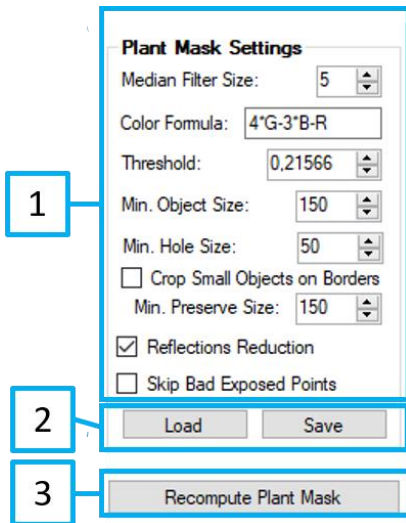 Plant Mask Settings
Median Filter Size: 5
Color Formula: 4*G-3*B-R
Threshold: 0,21566
1
Min. Object Size: 150
Min. Hole Size: 50
Crop Small Objects on Borders
Min. Preserve Size: 150
Reflections Reduction
Skip Bad Exposed Points
2
Load Save
3
Recompute Plant Mask